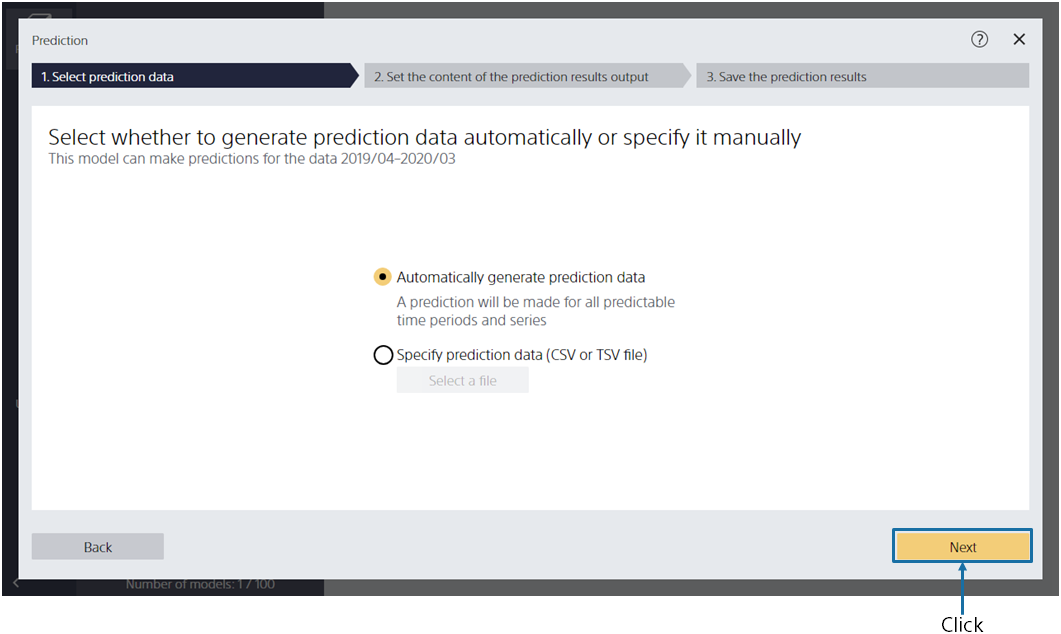 Prediction
1. Select prediction data
2. Set the content of the prediction results output
3. Save the prediction results
Select whether to generate prediction data automatically or specify it manually
This model can make predictions for the data 2019/04–2020/03
Automatically generate prediction data
A prediction will be made for all predictable
time periods and series
Specify prediction data (CSV or TSV file)
Select a file
Back
Next
Number of models: 1 / 100
Click